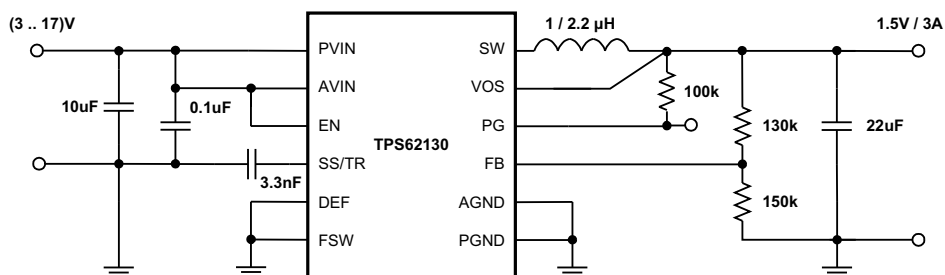 (3 .. 17)V
1 / 2.2 µH
1.5V / 3A
PVIN
SW
AVIN
VOS
10uF
0.1uF
100k
EN
PG
TPS62130
130k
22uF
SS/TR
FB
3.3nF
DEF
AGND
150k
FSW
PGND